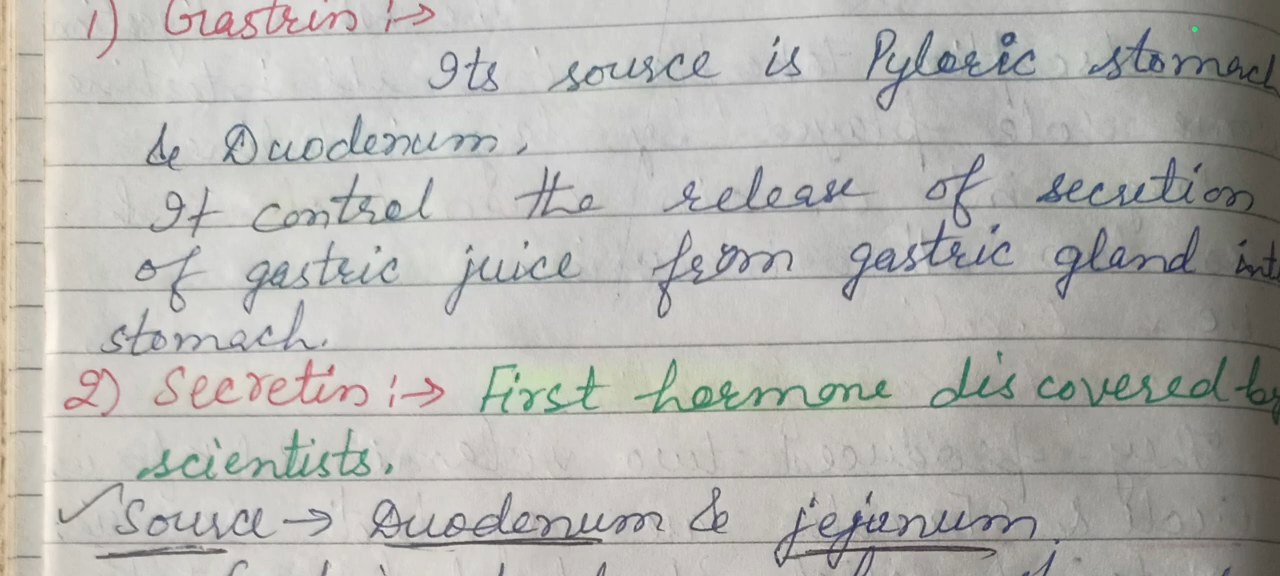 1) Gastrin :→
Its source is Pyloric stomach
& Duodenum.
It control the release of secretion
of gastric juice from gastric gland int
stomach.
2) Secretin :→ First hormone discovered by
scientists.
✓ Source → Duodenum & jejunum.